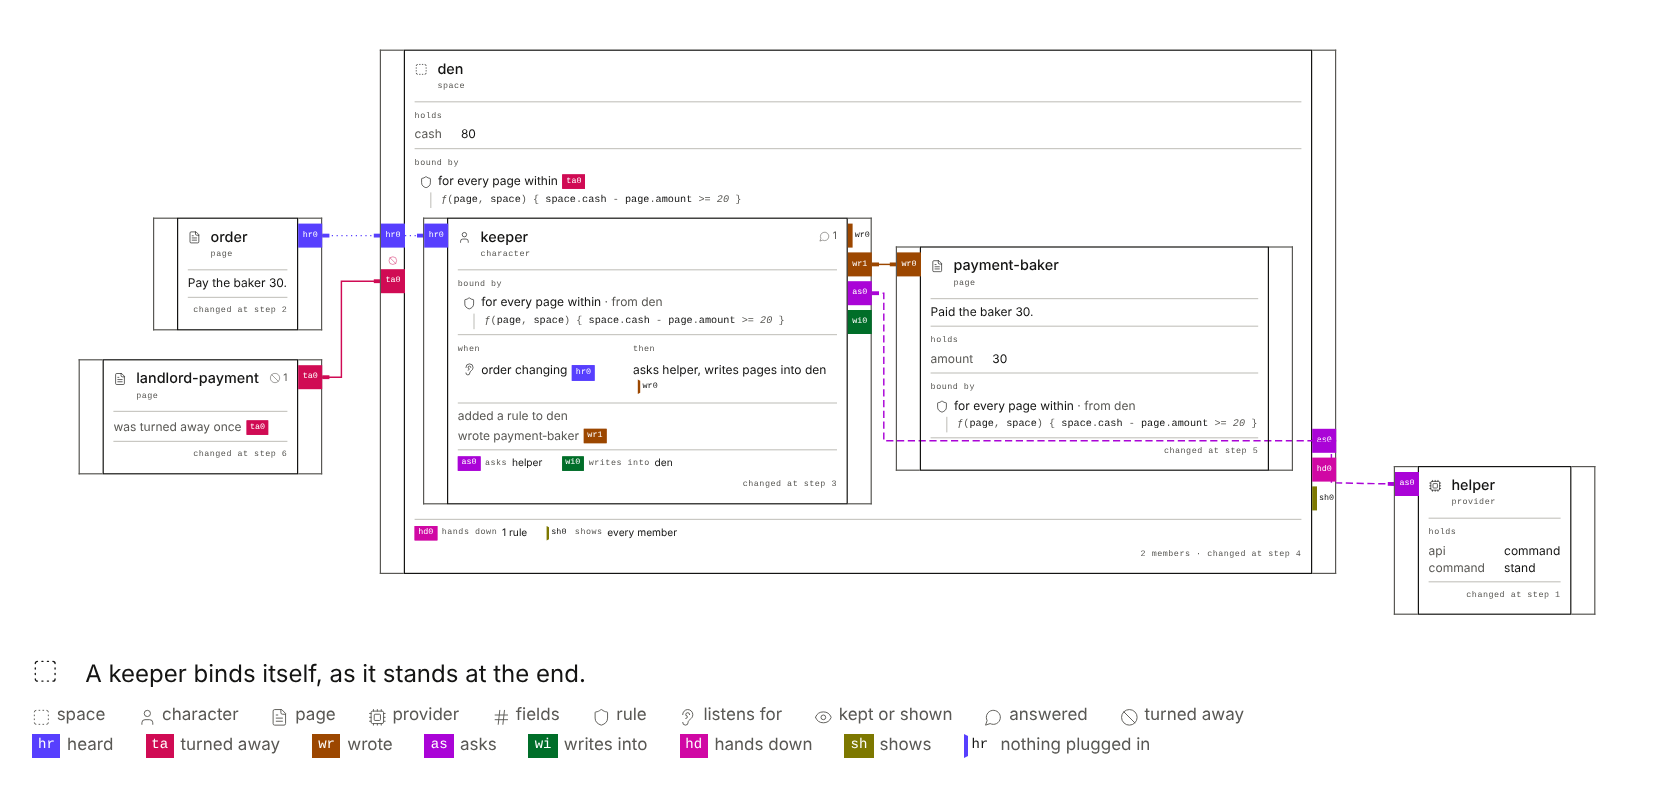 den
space
holds
cash 80
bound by
for every page within ta0
ƒ(page, space) { space.cash - page.amount >= 20 }
order
page
Pay the baker 30.
changed at step 2
hr0
hr0
hr0
ta0
landlord-payment 1
page
was turned away once ta0
changed at step 6
ta0
keeper 1
character
bound by
for every page within · from den
ƒ(page, space) { space.cash - page.amount >= 20 }
when then
order changing hr0 asks helper, writes pages into den
wr0
added a rule to den
wrote payment-baker wr1
as0 asks helper wi0 writes into den
changed at step 3
wr0
wr1
as0
wi0
wr0
payment-baker
page
Paid the baker 30.
holds
amount 30
bound by
for every page within · from den
ƒ(page, space) { space.cash - page.amount >= 20 }
changed at step 5
hd0 hands down 1 rule sh0 shows every member
2 members · changed at step 4
as0
hd0
sh0
as0
helper
provider
holds
api command
command stand
changed at step 1
A keeper binds itself, as it stands at the end.
space character page provider fields rule listens for kept or shown answered turned away
hr heard ta turned away wr wrote as asks wi writes into hd hands down sh shows hr nothing plugged in